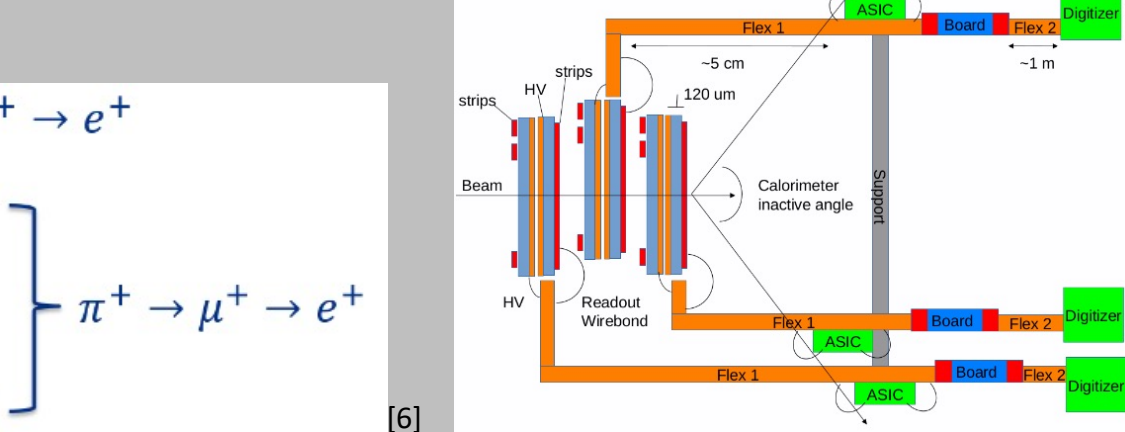 + → e+
π+ → μ+ → e+
[6]
ASIC
Digitizer
Flex 1
Board
Flex 2
~5 cm
~1 m
strips
HV
strips
120 um
Beam
Calorimeter
inactive angle
Support
HV
Readout
Wirebond
Flex 1
Board
Flex 2
Digitizer
ASIC
Flex 1
Board
Flex 2
Digitizer
ASIC